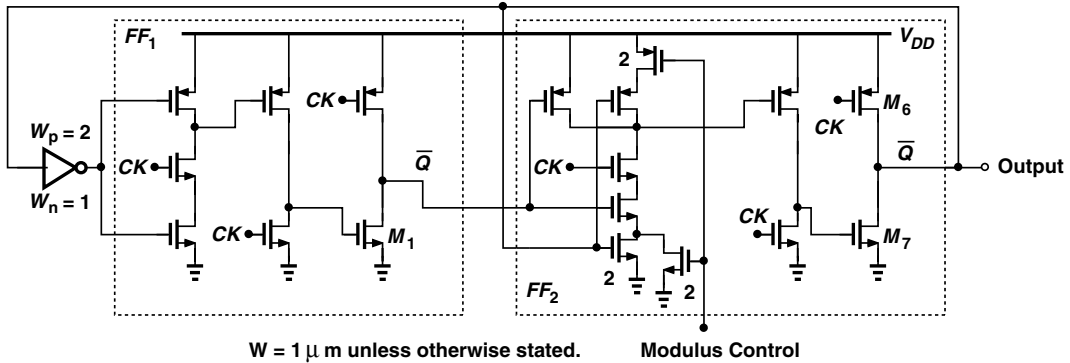 FF1
VDD
2
CK
M6
Wp = 2
CK
Q̅
CK
Q̅
Output
CK
Wn = 1
CK
M1
CK
M7
2
2
FF2
W = 1 μ m unless otherwise stated.
Modulus Control